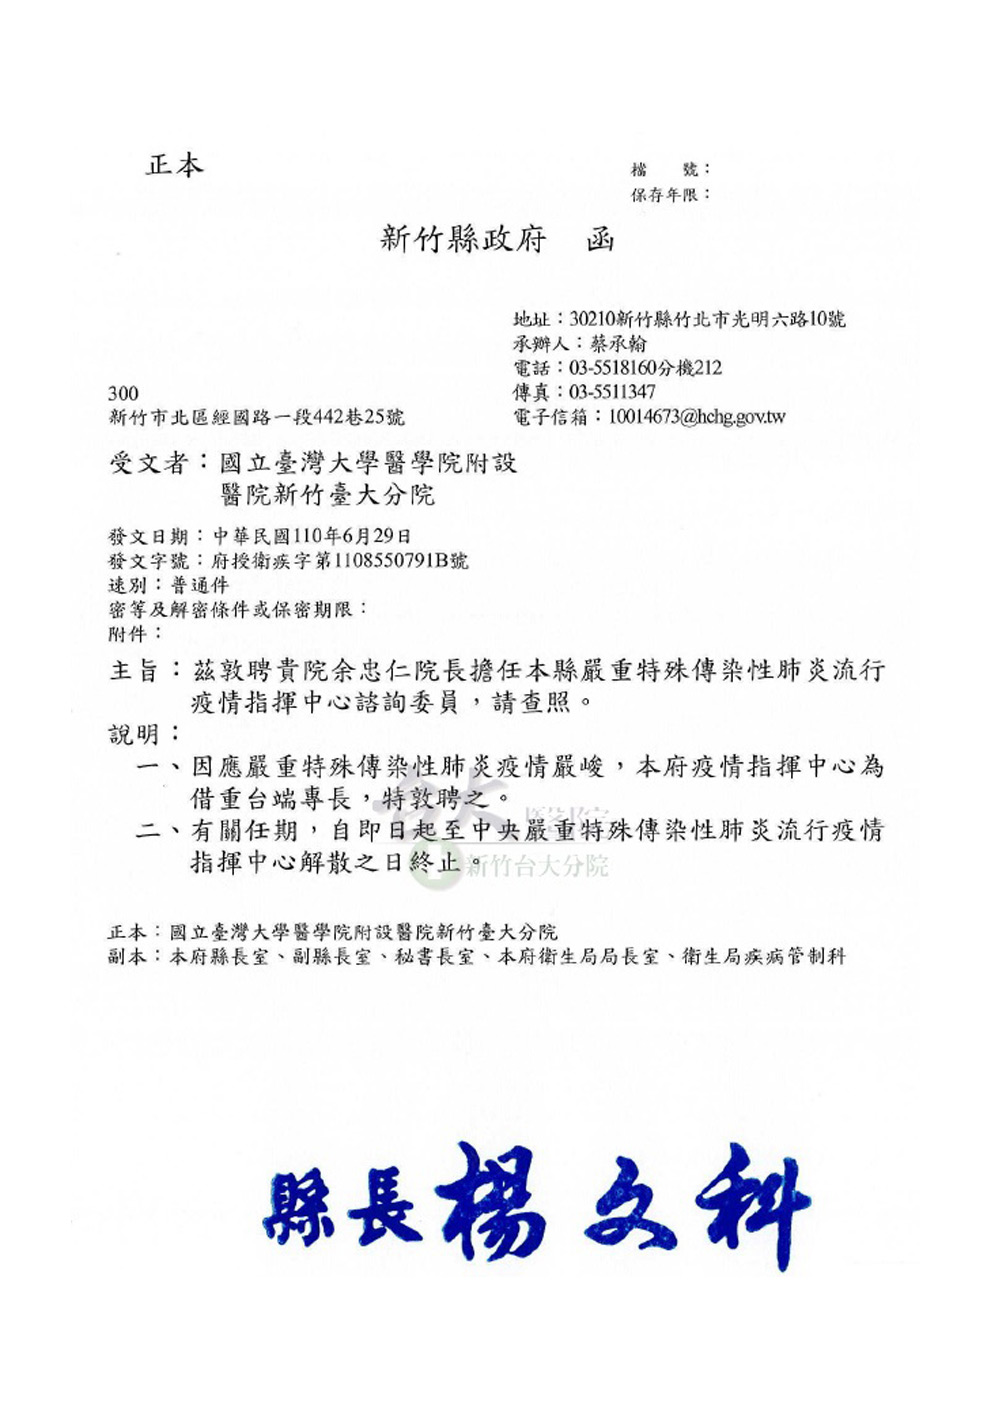 正本
檔　　號：
保存年限：
新竹縣政府　函
地址：30210新竹縣竹北市光明六路10號
承辦人：蔡承翰
電話：03-5518160分機212
傳真：03-5511347
電子信箱：10014673@hchg.gov.tw
300
新竹市北區經國路一段442巷25號
受文者：國立臺灣大學醫學院附設
醫院新竹臺大分院
發文日期：中華民國110年6月29日
發文字號：府授衛疾字第1108550791B號
速別：普通件
密等及解密條件或保密期限：
附件：
主旨：茲敦聘貴院余忠仁院長擔任本縣嚴重特殊傳染性肺炎流行
疫情指揮中心諮詢委員，請查照。
說明：
一、因應嚴重特殊傳染性肺炎疫情嚴峻，本府疫情指揮中心為
借重台端專長，特敦聘之。
二、有關任期，自即日起至中央嚴重特殊傳染性肺炎流行疫情
指揮中心解散之日終止。
台大醫院
新竹台大分院
正本：國立臺灣大學醫學院附設醫院新竹臺大分院
副本：本府縣長室、副縣長室、秘書長室、本府衛生局局長室、衛生局疾病管制科
縣長楊文科